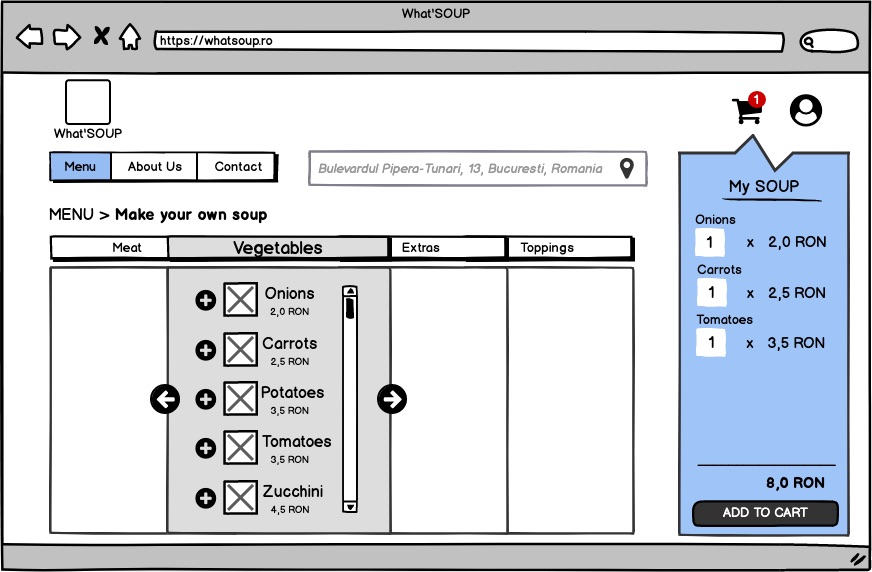 What'SOUP
https://whatsoup.ro
1
What'SOUP
Menu About Us Contact
Bulevardul Pipera-Tunari, 13, Bucuresti, Romania
MENU > Make your own soup
Meat Vegetables Extras Toppings
Onions
2,0 RON
Carrots
2,5 RON
Potatoes
3,5 RON
Tomatoes
3,5 RON
Zucchini
4,5 RON
My SOUP
Onions
1 x 2,0 RON
Carrots
1 x 2,5 RON
Tomatoes
1 x 3,5 RON
8,0 RON
ADD TO CART